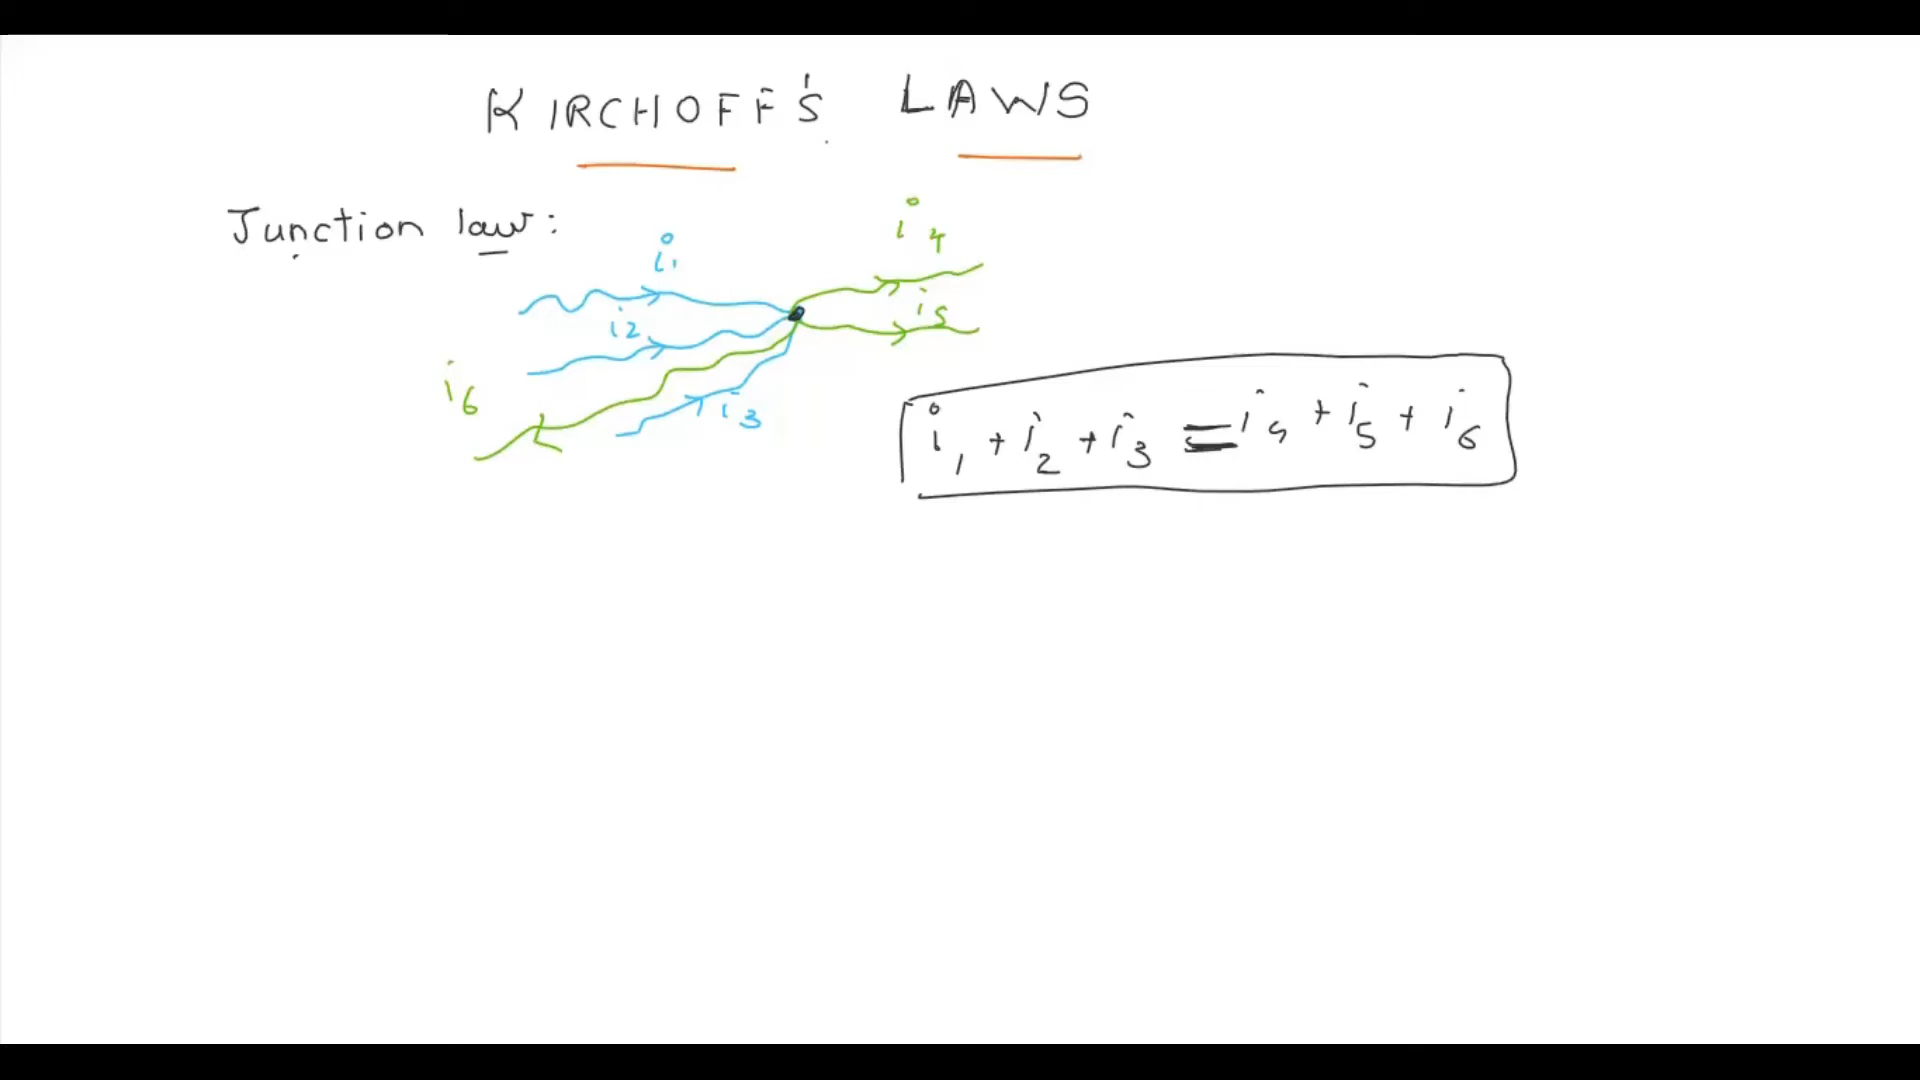 KIRCHOFF'S LAWS
Junction law:
i4
i1
i5
i2
i6
i3
i1 + i2 + i3 = i4 + i5 + i6